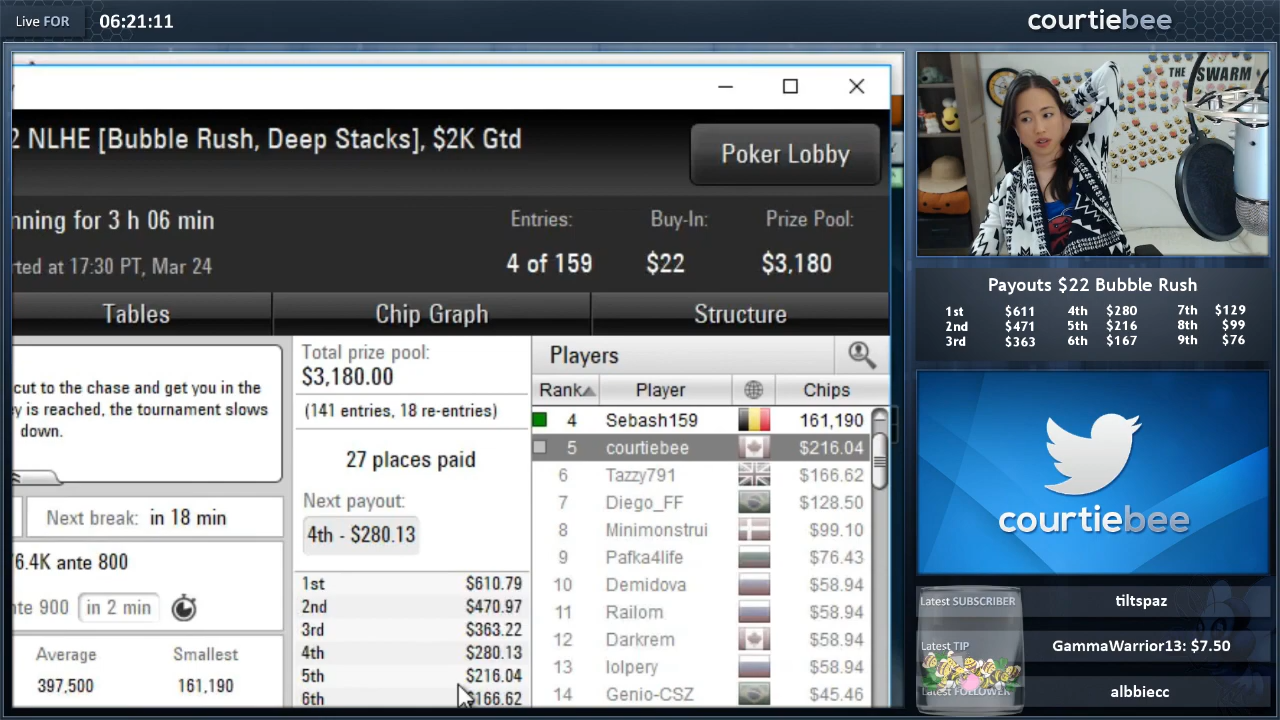 Live FOR 06:21:11
courtiebee
2 NLHE [Bubble Rush, Deep Stacks], $2K Gtd
Poker Lobby
nning for 3 h 06 min
rted at 17:30 PT, Mar 24
Entries: Buy-In: Prize Pool:
4 of 159 $22 $3,180
Tables Chip Graph Structure
cut to the chase and get you in the
y is reached, the tournament slows
down.
Next break: in 18 min
6.4K ante 800
nte 900 in 2 min
Average Smallest
397,500 161,190
Total prize pool:
$3,180.00
(141 entries, 18 re-entries)
27 places paid
Next payout:
4th - $280.13
1st $610.79
2nd $470.97
3rd $363.22
4th $280.13
5th $216.04
6th $166.62
Players
Rank Player Chips
4 Sebash159 161,190
5 courtiebee $216.04
6 Tazzy791 $166.62
7 Diego_FF $128.50
8 Minimonstrui $99.10
9 Pafka4life $76.43
10 Demidova $58.94
11 Railom $58.94
12 Darkrem $58.94
13 lolpery $58.94
14 Genio-CSZ $45.46
THE SWARM
Payouts $22 Bubble Rush
1st $611 4th $280 7th $129
2nd $471 5th $216 8th $99
3rd $363 6th $167 9th $76
courtiebee
Latest SUBSCRIBER tiltspaz
Latest TIP GammaWarrior13: $7.50
Latest FOLLOWER albbiecc